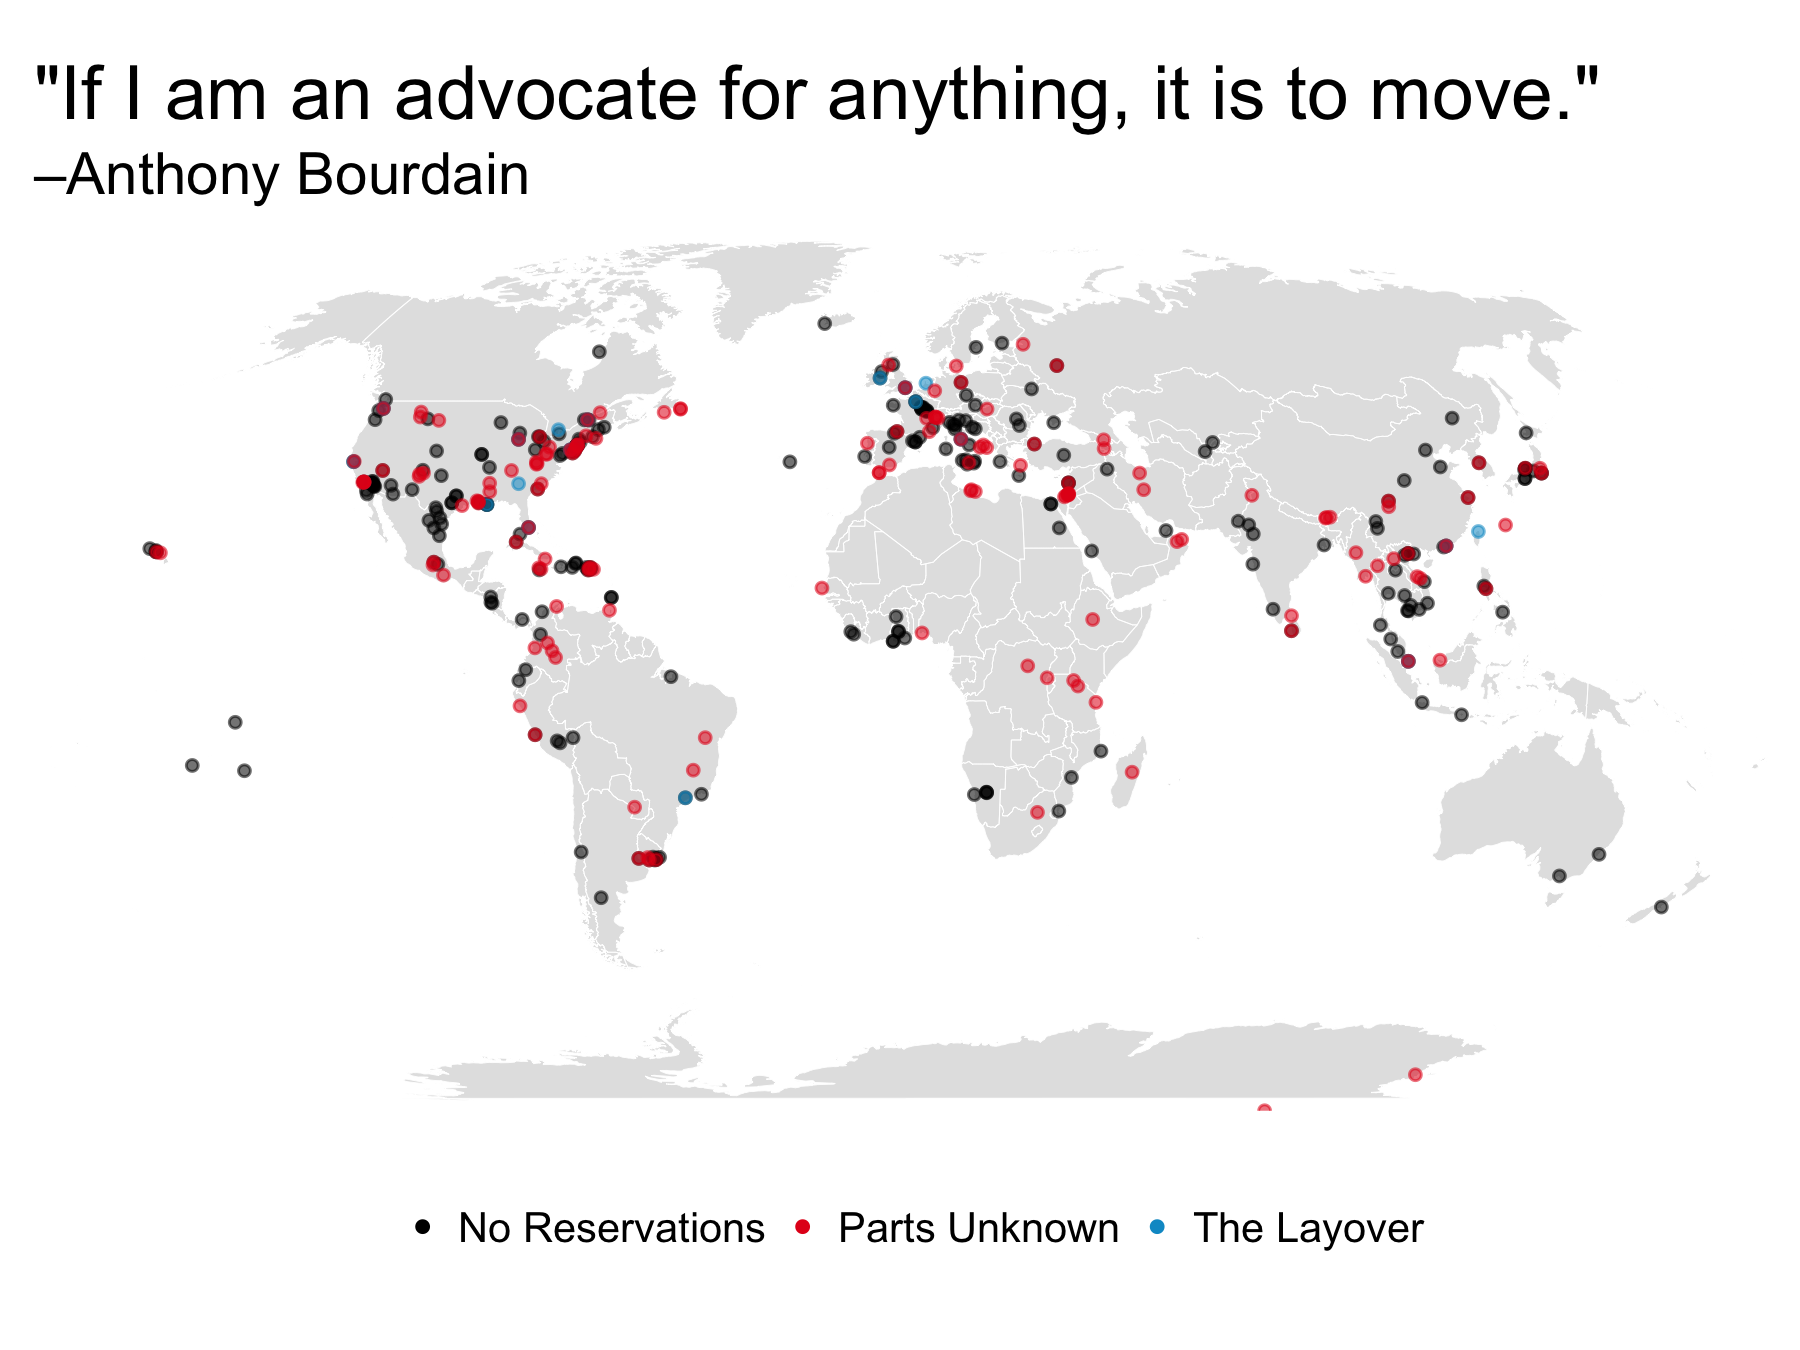 "If I am an advocate for anything, it is to move."
–Anthony Bourdain
No Reservations Parts Unknown The Layover